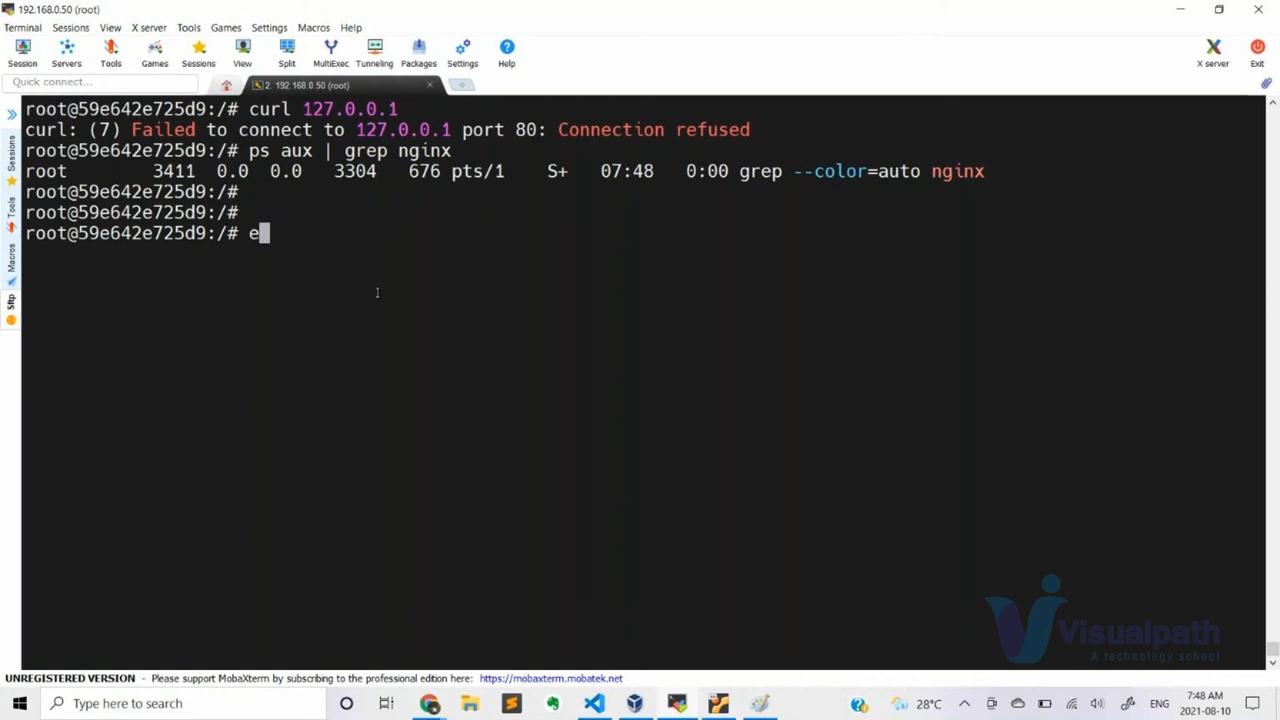 192.168.0.50 (root)
Terminal Sessions View X server Tools Games Settings Macros Help
Session Servers Tools Games Sessions View Split MultiExec Tunneling Packages Settings Help X server Exit
Quick connect... 2. 192.168.0.50 (root)
root@59e642e725d9:/# curl 127.0.0.1
curl: (7) Failed to connect to 127.0.0.1 port 80: Connection refused
root@59e642e725d9:/# ps aux | grep nginx
root 3411 0.0 0.0 3304 676 pts/1 S+ 07:48 0:00 grep --color=auto nginx
root@59e642e725d9:/#
root@59e642e725d9:/#
root@59e642e725d9:/# e
Sessions
Tools
Macros
Sftp
Visualpath
A technology school
UNREGISTERED VERSION - Please support MobaXterm by subscribing to the professional edition here: https://mobaxterm.mobatek.net
Type here to search 28°C ENG 7:48 AM
2021-08-10